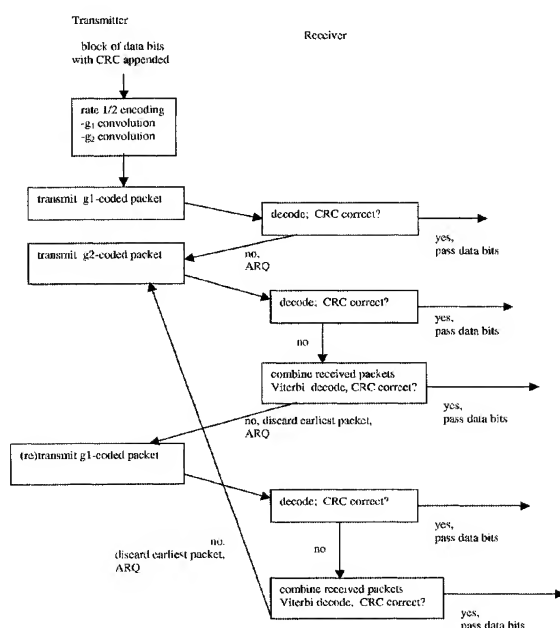 Transmitter
Receiver
block of data bits
with CRC appended
rate 1/2 encoding
-g₁ convolution
-g₂ convolution
transmit g1-coded packet
decode; CRC correct?
yes,
pass data bits
no,
ARQ
transmit g2-coded packet
decode; CRC correct?
yes,
pass data bits
no
combine received packets
Viterbi decode, CRC correct?
yes,
pass data bits
no, discard earliest packet,
ARQ
(re)transmit g1-coded packet
decode; CRC correct?
yes,
pass data bits
no,
discard earliest packet,
ARQ
no
combine received packets
Viterbi decode, CRC correct?
yes,
pass data bits